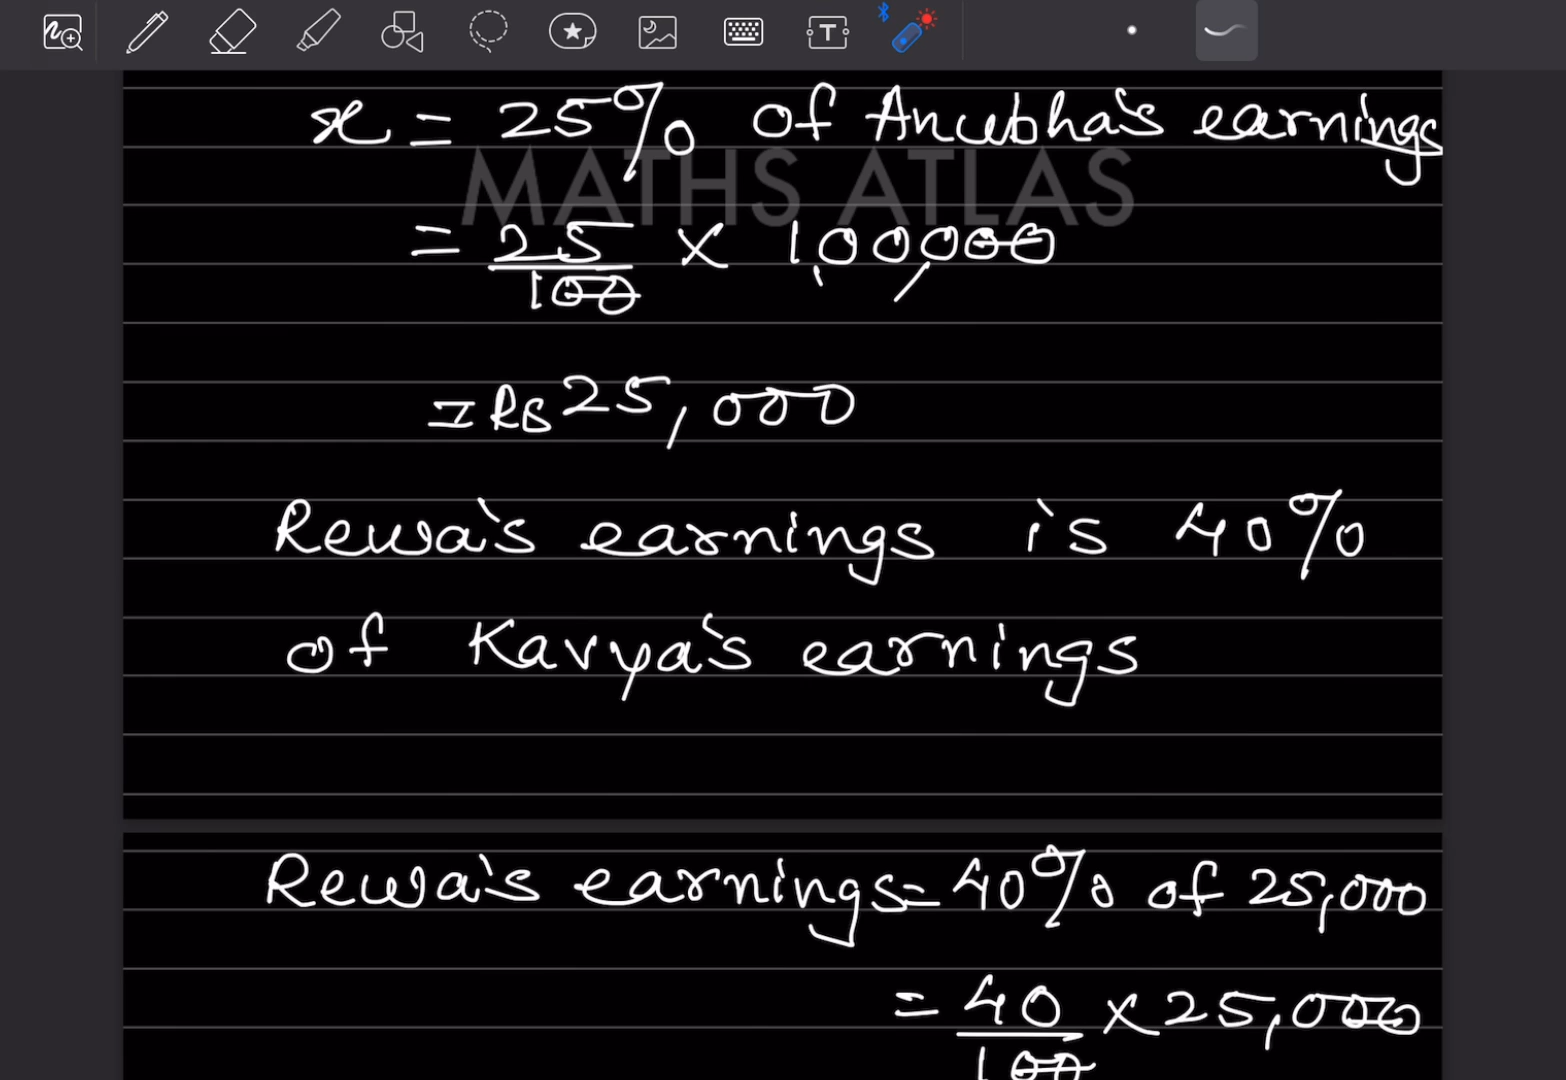 x = 25% of Anubha's earnings
MATHS ATLAS
= 25/100 × 1,00,000
= Rs 25,000
Rewa's earnings is 40%
of Kavya's earnings
Rewa's earnings = 40% of 25,000
= 40/100 × 25,000